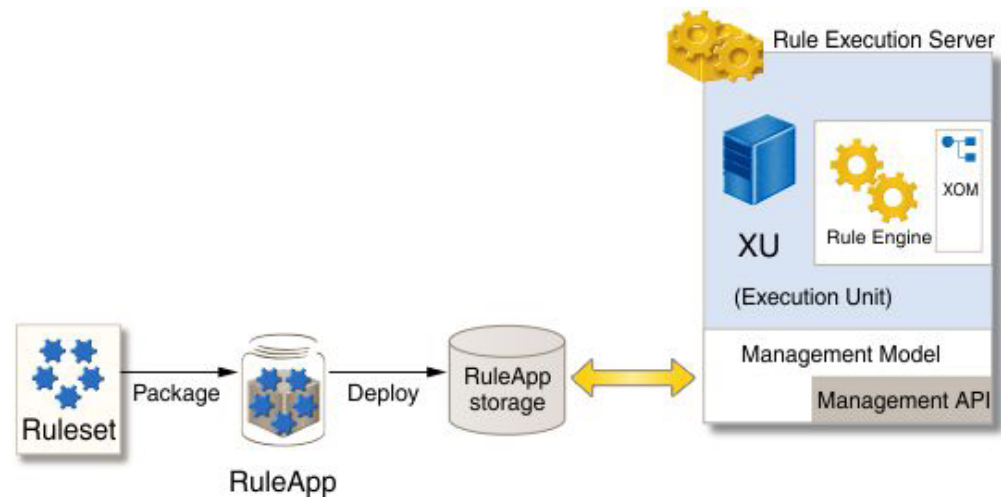 Rule Execution Server
XOM
Rule Engine
XU
(Execution Unit)
Management Model
Management API
Ruleset
Package
RuleApp
Deploy
RuleApp
storage